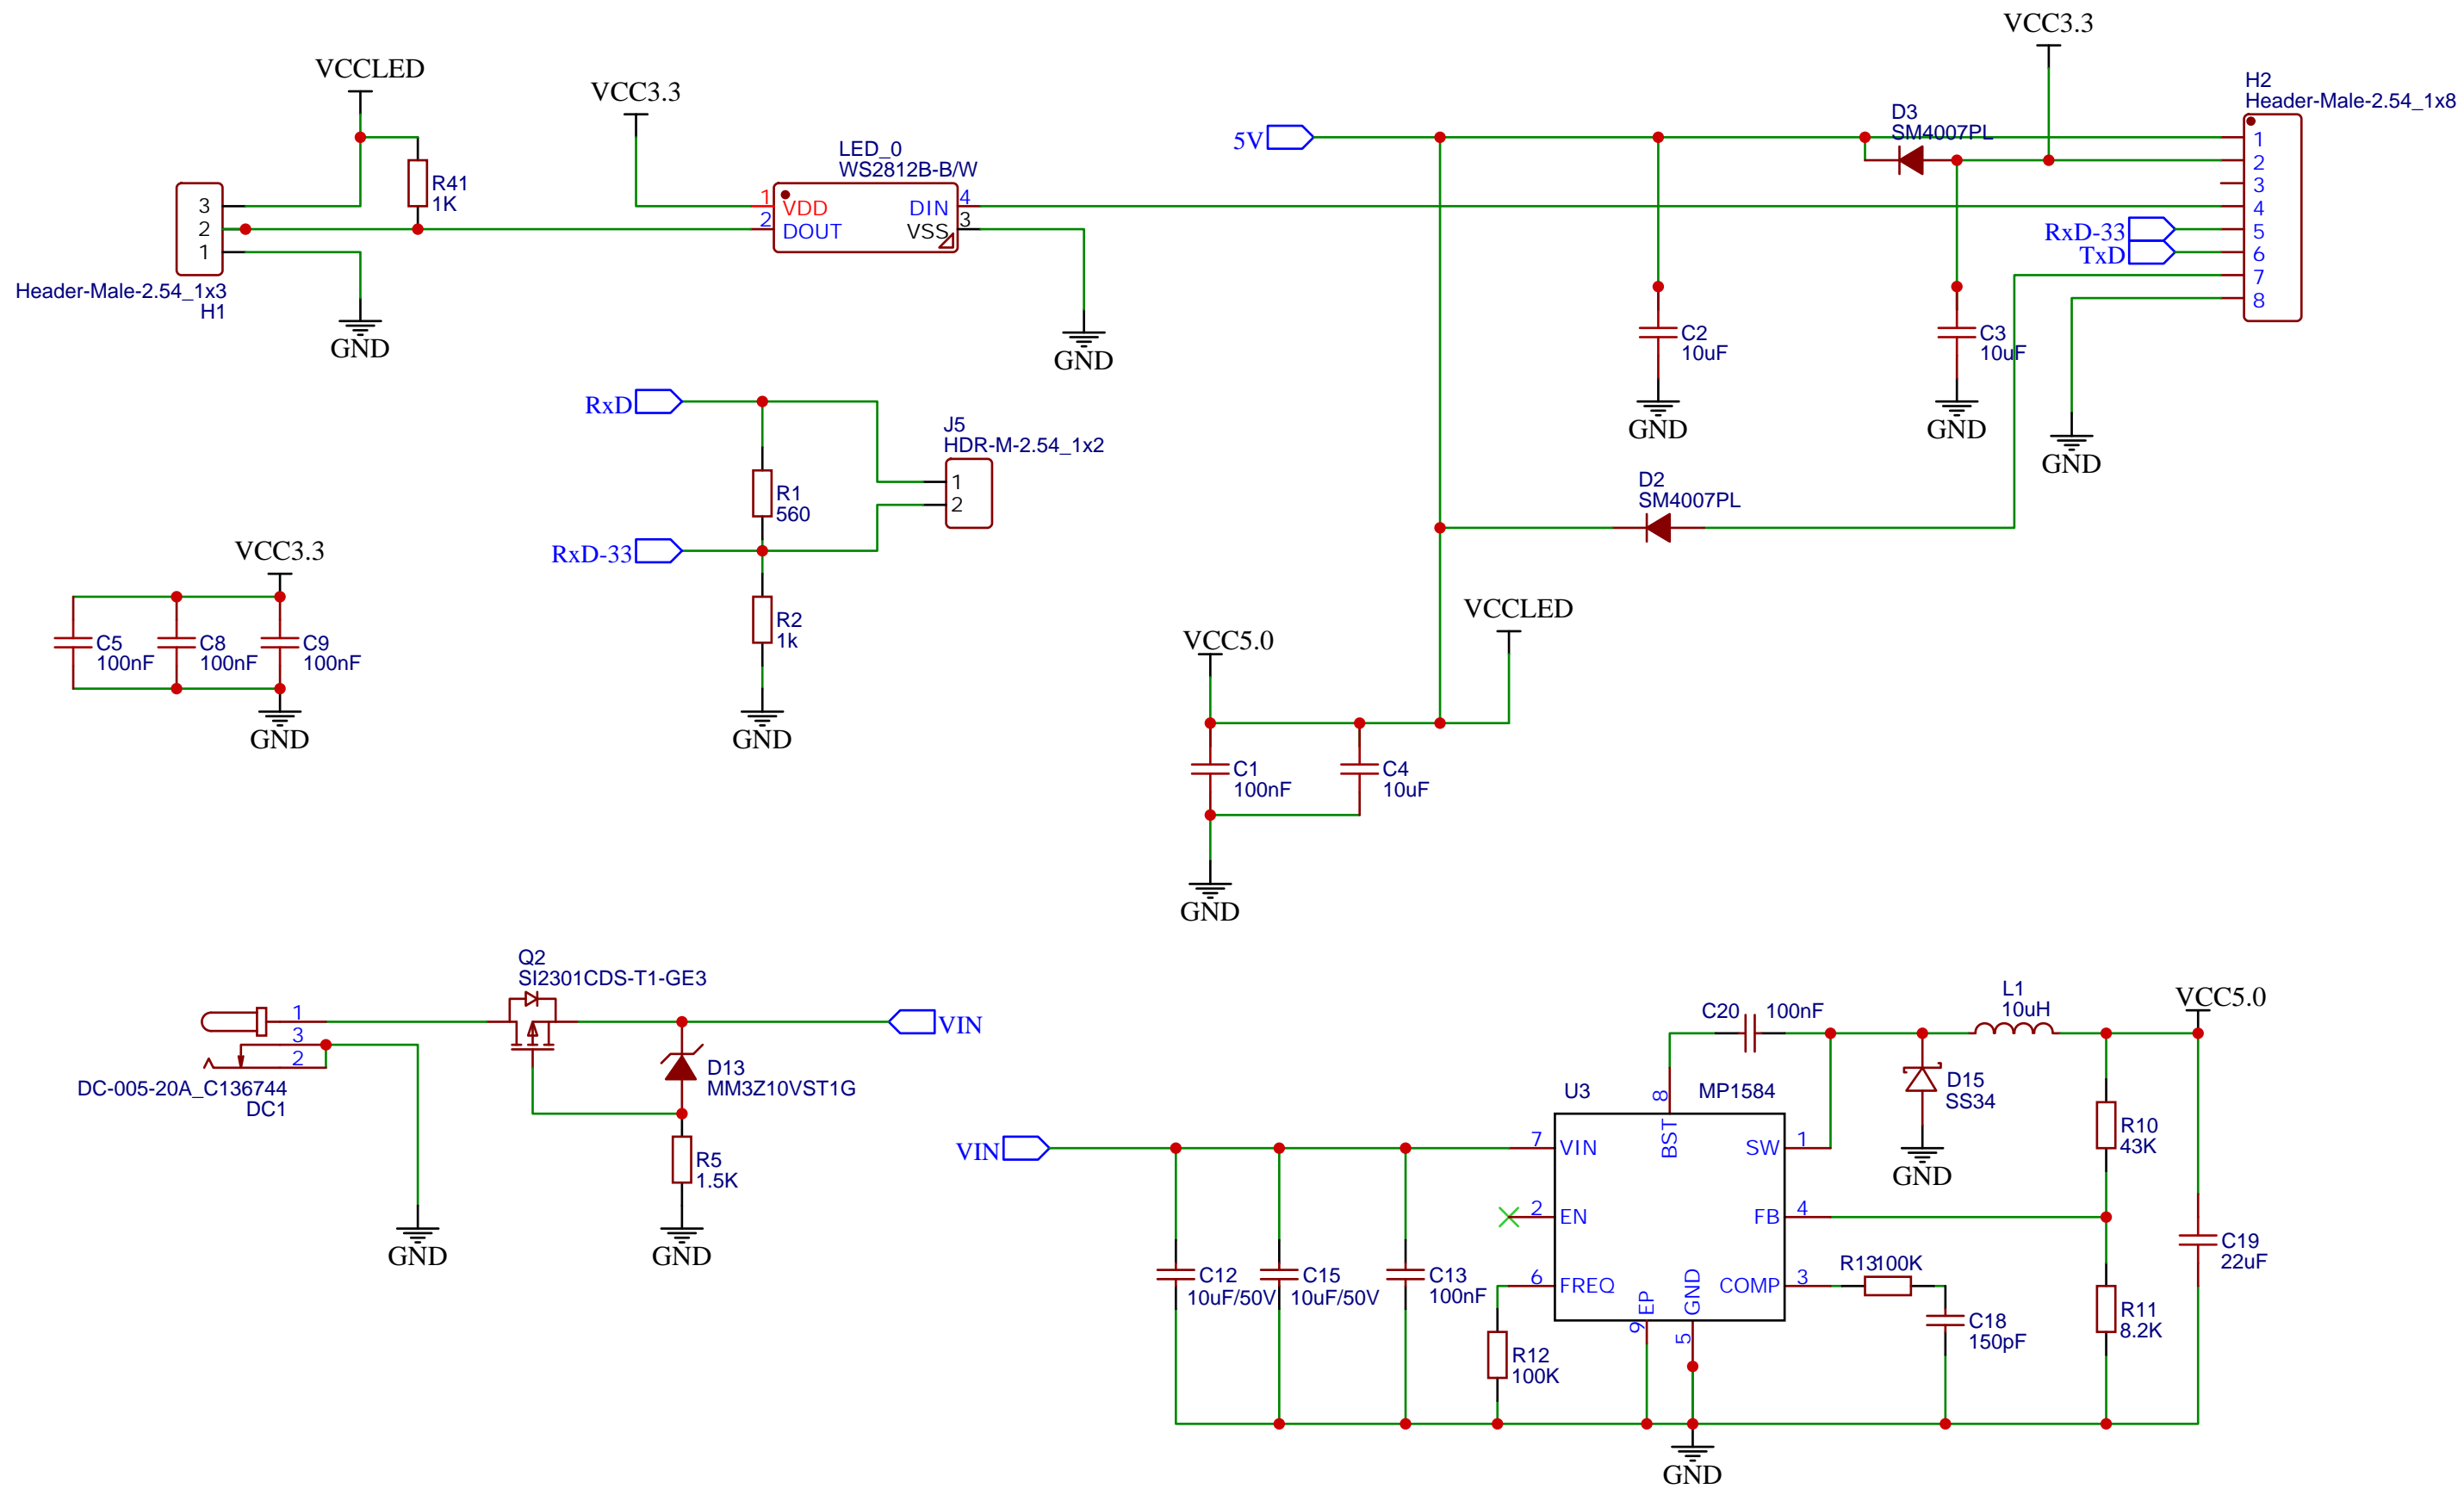 VCCLED
R41
1K
3
2
1
Header-Male-2.54_1x3
H1
GND
VCC3.3
LED_0
WS2812B-B/W
1
VDD
2
DOUT
DIN
4
VSS
3
GND
5V
D3
SM4007PL
VCC3.3
H2
Header-Male-2.54_1x8
1
2
3
4
5
6
7
8
RxD-33
TxD
C2
10uF
GND
C3
10uF
GND
GND
RxD
J5
HDR-M-2.54_1x2
1
2
R1
560
RxD-33
R2
1k
GND
D2
SM4007PL
VCC3.3
C5
100nF
C8
100nF
C9
100nF
GND
VCC5.0
VCCLED
C1
100nF
C4
10uF
GND
Q2
SI2301CDS-T1-GE3
1
3
2
DC-005-20A_C136744
DC1
GND
VIN
D13
MM3Z10VST1G
R5
1.5K
GND
VIN
C12
10uF/50V
C15
10uF/50V
C13
100nF
U3
MP1584
7
VIN
2
EN
6
FREQ
8
BST
SW
1
FB
4
COMP
3
EP
9
GND
5
R12
100K
C20
100nF
L1
10uH
VCC5.0
D15
SS34
GND
R10
43K
R13
100K
C18
150pF
R11
8.2K
C19
22uF
GND